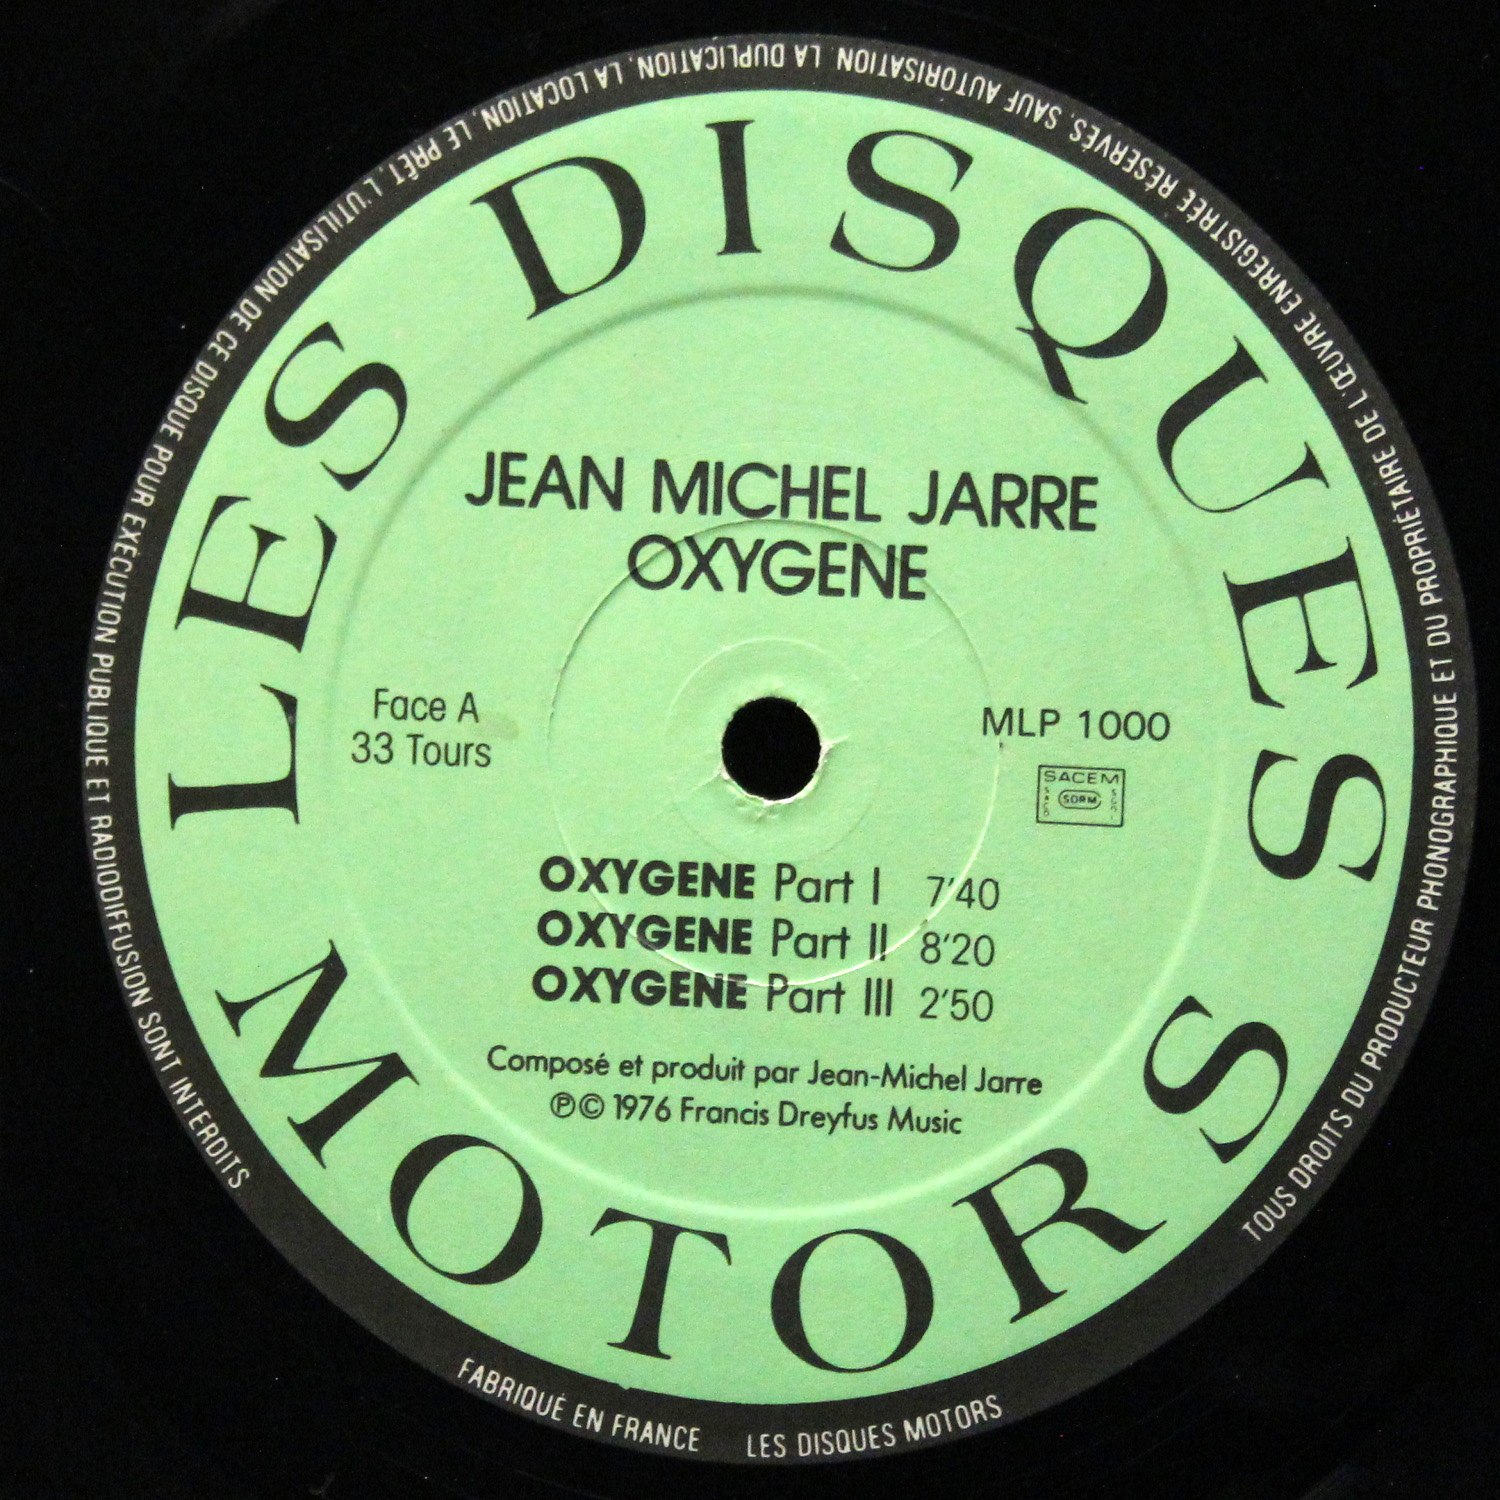 LES DISQUES MOTORS
JEAN MICHEL JARRE
OXYGENE
Face A
33 Tours
MLP 1000
SACEM
SDRM
OXYGENE Part I 7'40
OXYGENE Part II 8'20
OXYGENE Part III 2'50
Composé et produit par Jean-Michel Jarre
℗© 1976 Francis Dreyfus Music
TOUS DROITS DU PRODUCTEUR PHONOGRAPHIQUE ET DU PROPRIÉTAIRE DE L'ŒUVRE ENREGISTRÉE RÉSERVÉS. SAUF AUTORISATION, LA DUPLICATION, LA LOCATION, LE PRÊT, L'UTILISATION DE CE DISQUE POUR EXÉCUTION PUBLIQUE ET RADIODIFFUSION SONT INTERDITS
FABRIQUÉ EN FRANCE LES DISQUES MOTORS